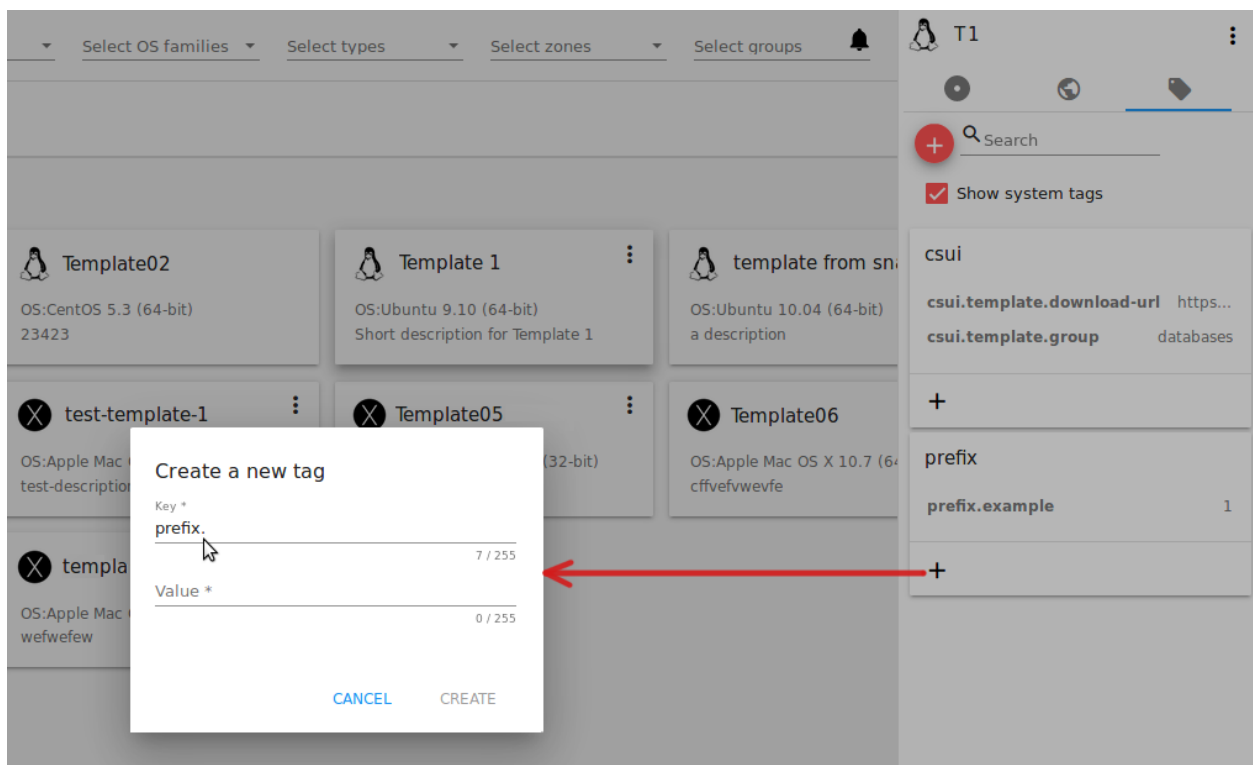 Select OS families
Select types
Select zones
Select groups
T1
Search
Show system tags
csui
csui.template.download-url https...
csui.template.group databases
+
prefix
prefix.example 1
+
Template02
OS:CentOS 5.3 (64-bit)
23423
Template 1
OS:Ubuntu 9.10 (64-bit)
Short description for Template 1
template from sna
OS:Ubuntu 10.04 (64-bit)
a description
test-template-1
OS:Apple Mac
test-description
Template05
(32-bit)
Template06
OS:Apple Mac OS X 10.7 (64
cffvefvwevfe
templa
OS:Apple Mac
wefwefew
Create a new tag
Key *
prefix.
7 / 255
Value *
0 / 255
CANCEL
CREATE